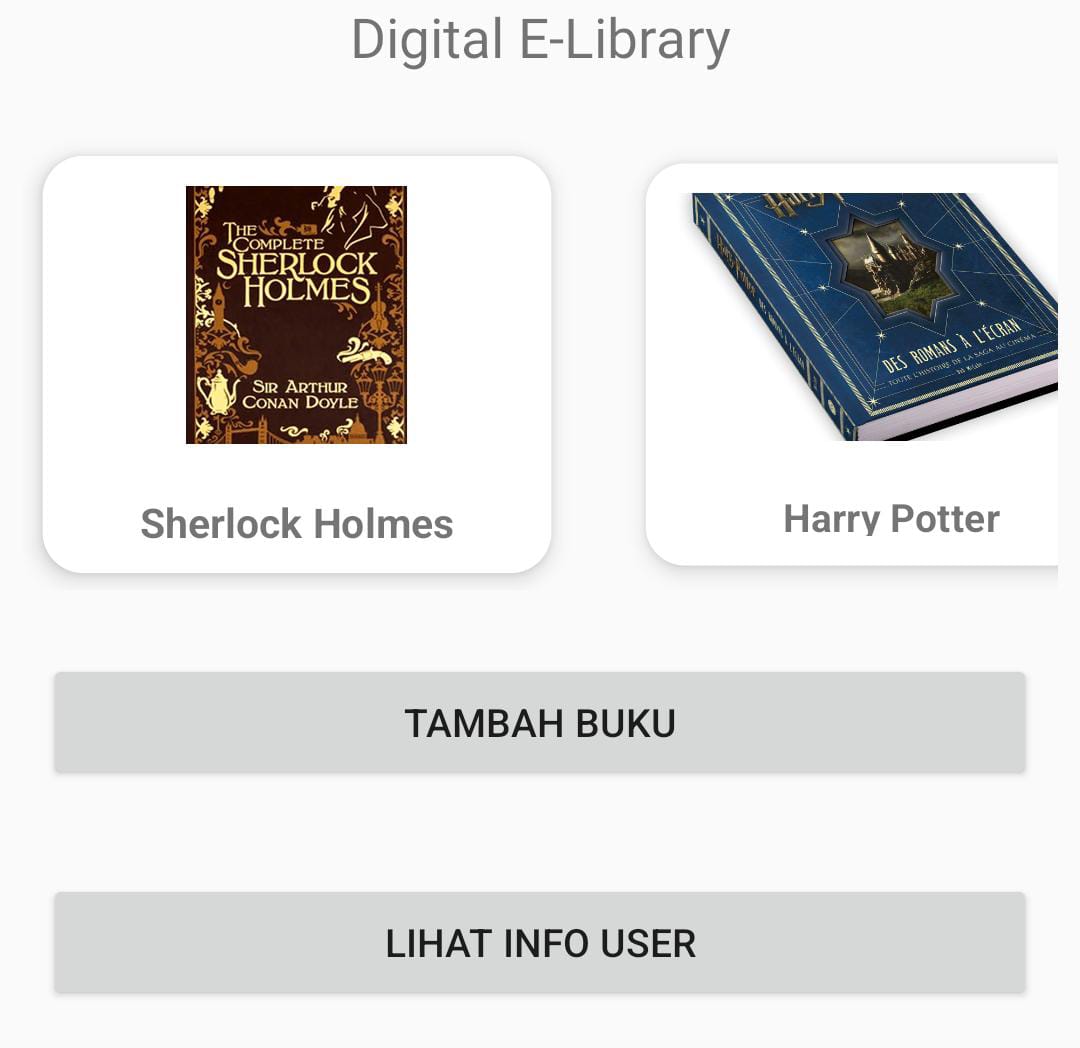 Digital E-Library
THE
COMPLETE
SHERLOCK
HOLMES
SIR ARTHUR
CONAN DOYLE
Sherlock Holmes
Harry
DES ROMANS À L'ÉCRAN
TOUTE L'HISTOIRE DE LA SAGA AU CINÉMA
Harry Potter
TAMBAH BUKU
LIHAT INFO USER